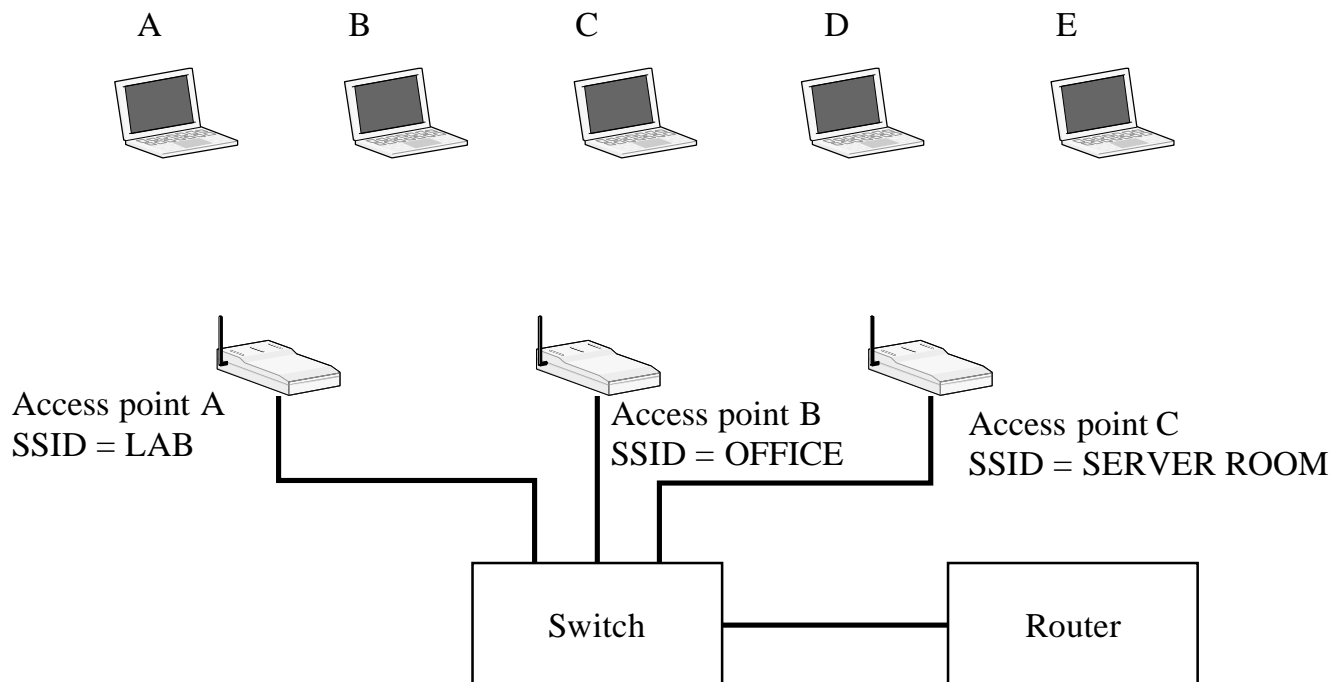 A
B
C
D
E
Access point A
SSID = LAB
Access point B
SSID = OFFICE
Access point C
SSID = SERVER ROOM
Switch
Router